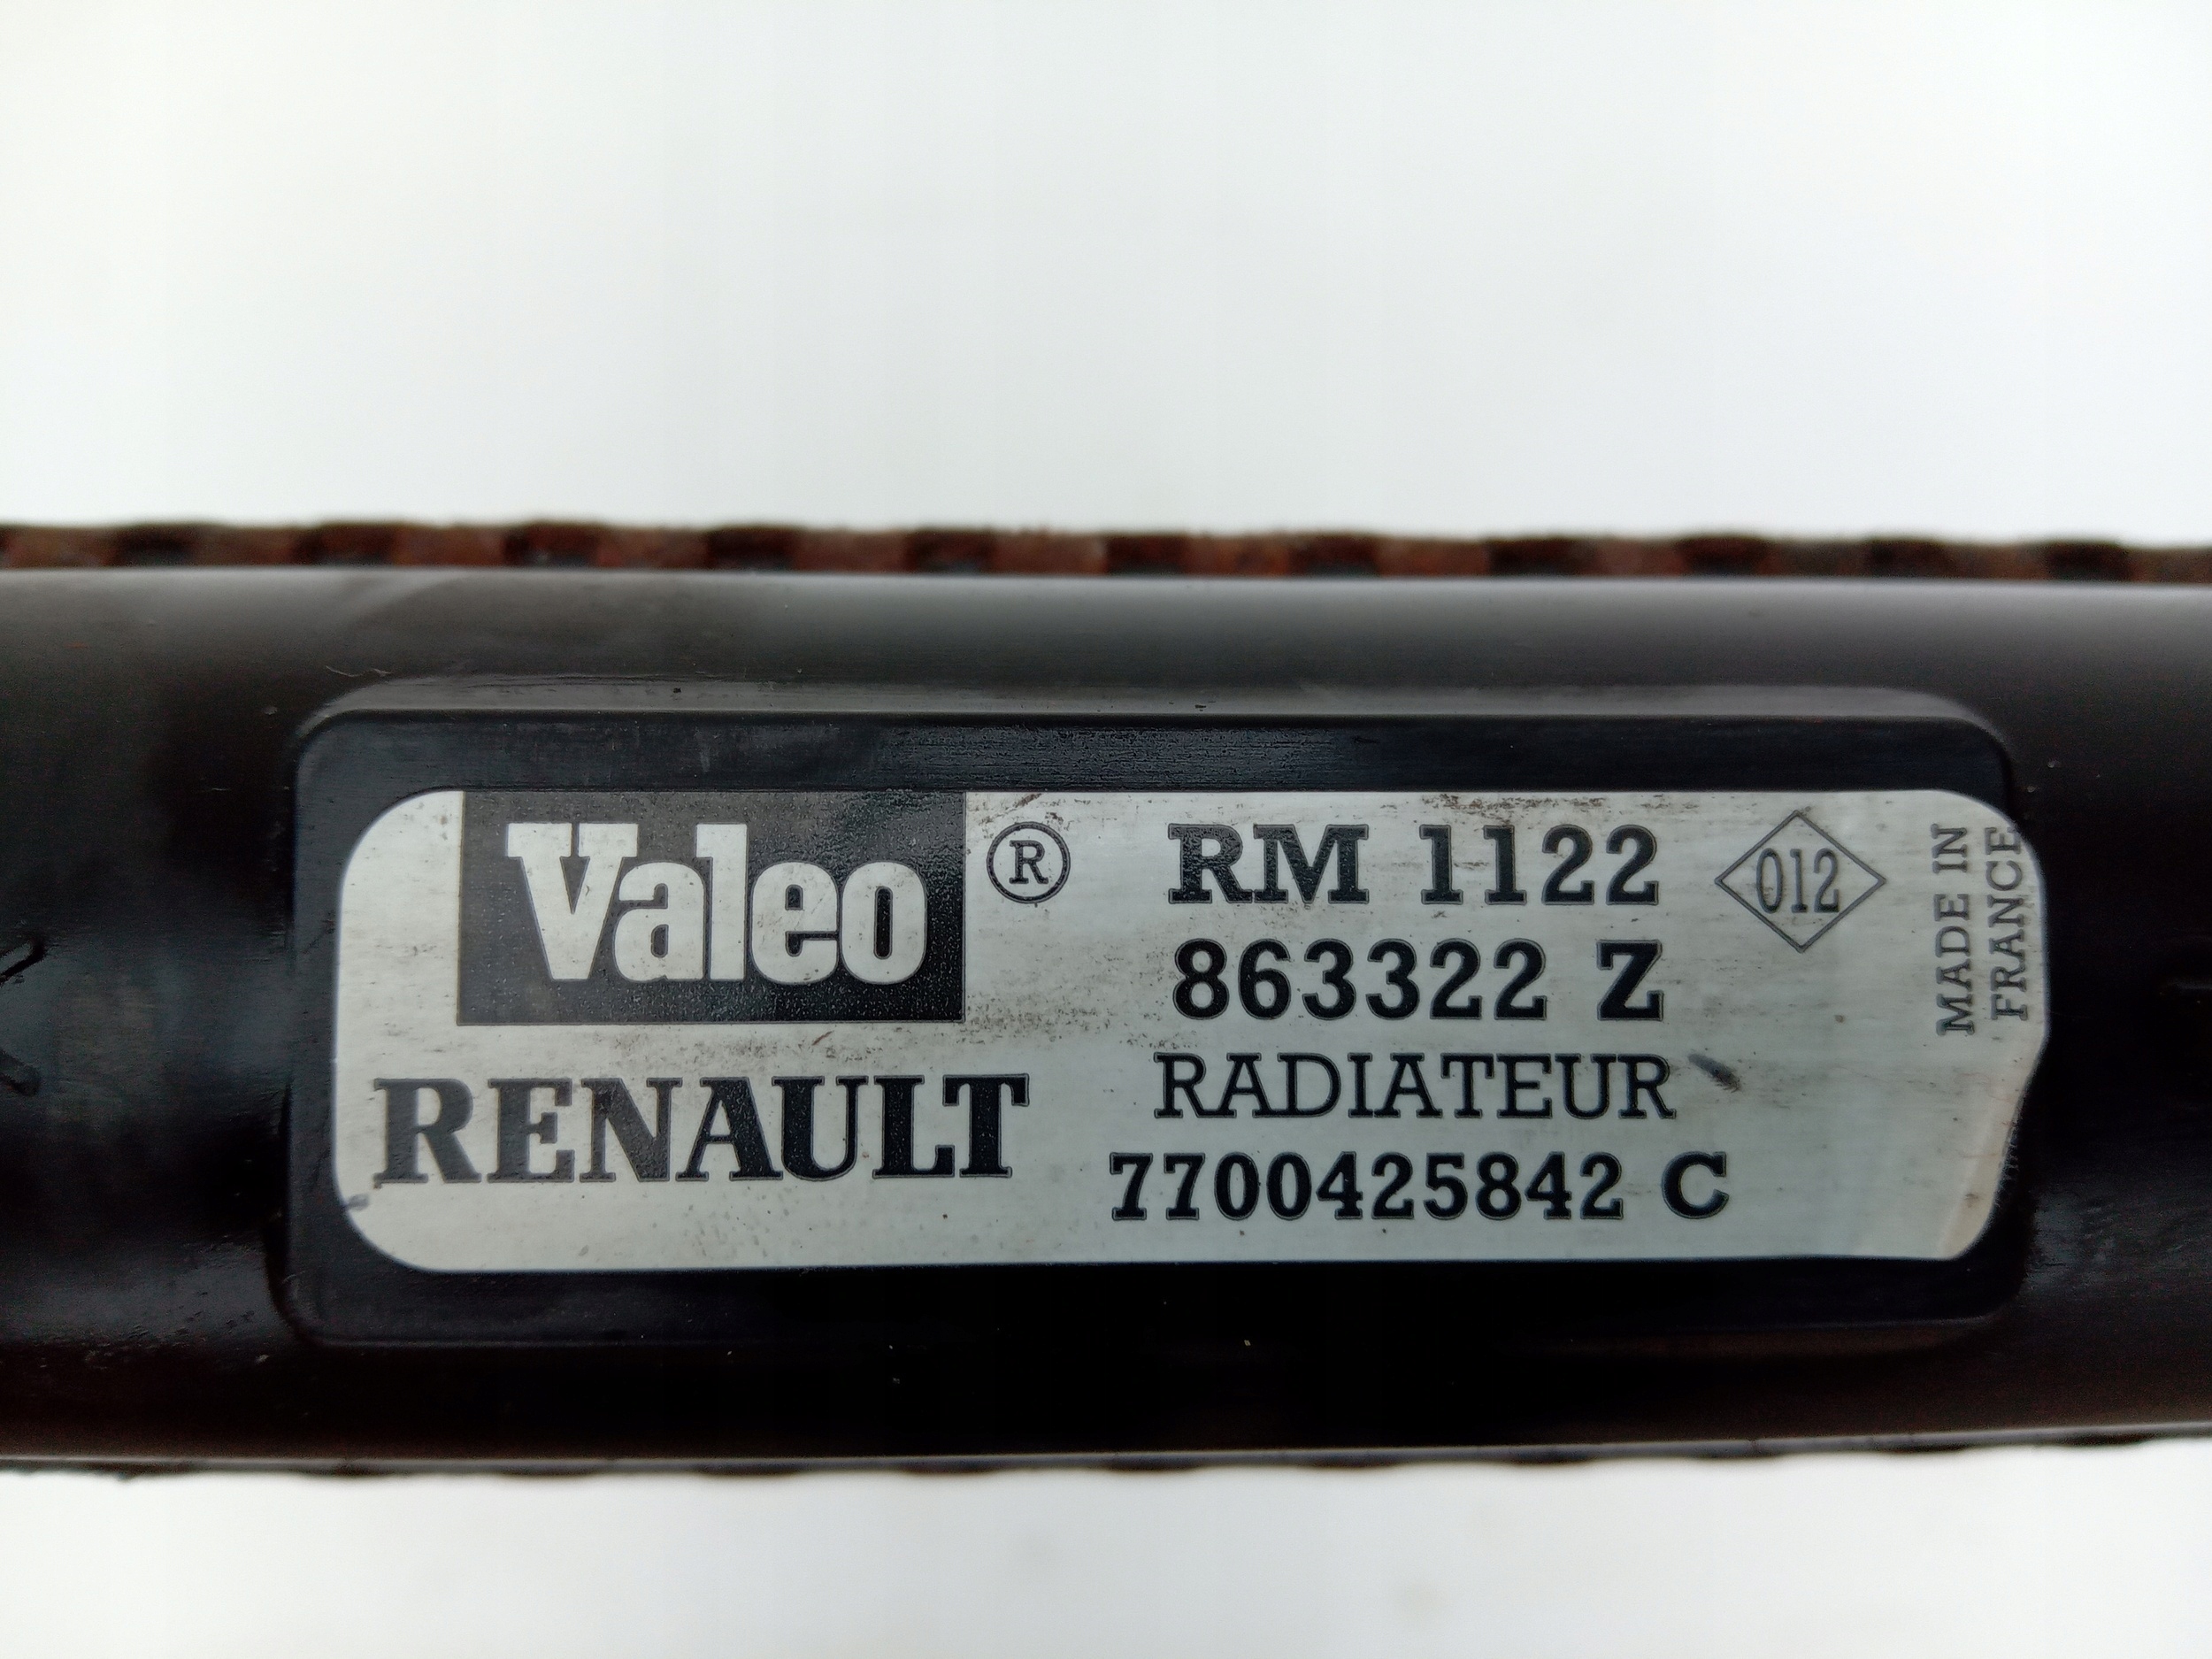 Valeo ®
RENAULT
RM 1122
863322 Z
RADIATEUR
7700425842 C
012
MADE IN
FRANCE